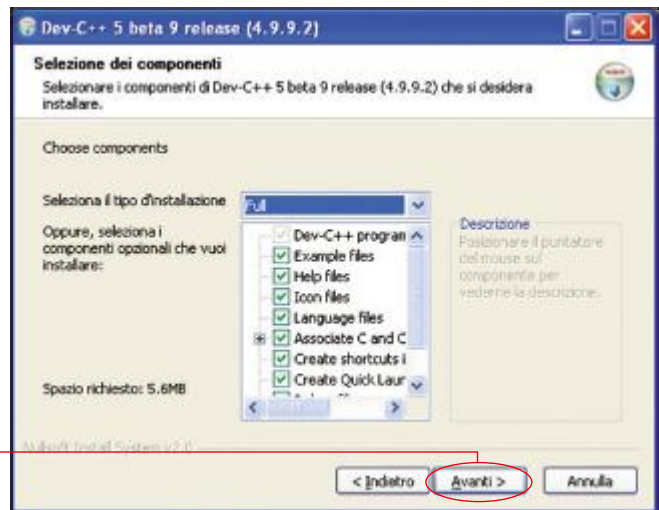 Dev-C++ 5 beta 9 release (4.9.9.2)
Selezione dei componenti
Selezionare i componenti di Dev-C++ 5 beta 9 release (4.9.9.2) che si desidera
installare.
Choose components
Seleziona il tipo d'installazione
Full
Oppure, seleziona i
componenti opzionali che vuoi
installare:
Dev-C++ program
Example files
Help files
Icon files
Language files
Associate C and C
Create shortcuts i
Create Quick Laur
Descrizione
Posizionare il puntatore
del mouse sul
componente per
vederne la descrizione.
Spazio richiesto: 5.6MB
Nullsoft Install System v2.0
< Indietro
Avanti >
Annulla